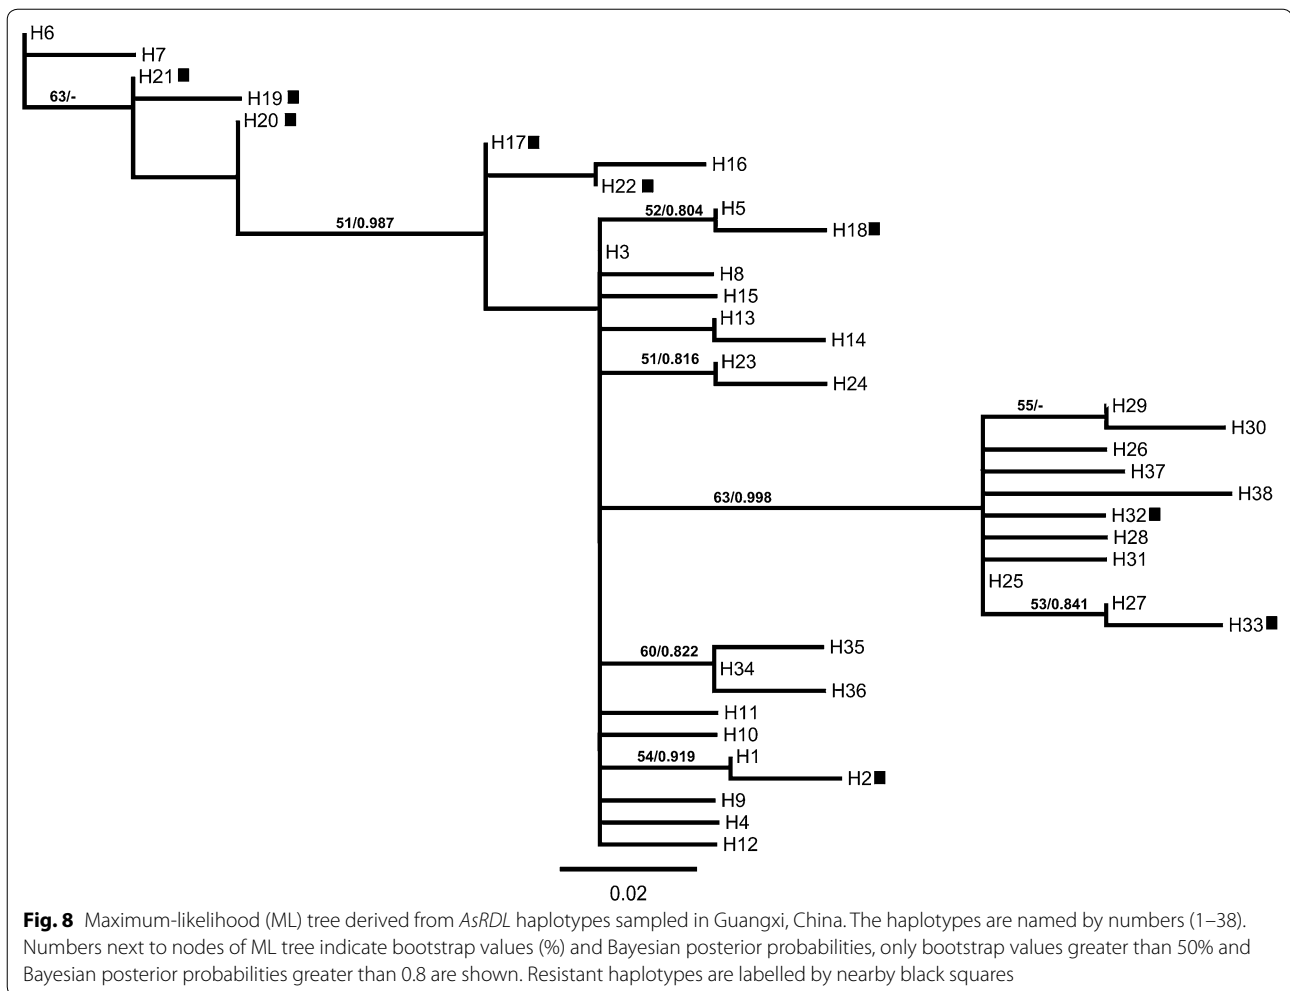 H6
H7
H21
63/-
H19
H20
H17
H16
H22
51/0.987
52/0.804
H5
H18
H3
H8
H15
H13
H14
51/0.816
H23
H24
55/-
H29
H30
H26
H37
63/0.998
H38
H32
H28
H31
H25
53/0.841
H27
H33
60/0.822
H35
H34
H36
H11
H10
54/0.919
H1
H2
H9
H4
H12
0.02
Fig. 8 Maximum-likelihood (ML) tree derived from AsRDL haplotypes sampled in Guangxi, China. The haplotypes are named by numbers (1–38).
Numbers next to nodes of ML tree indicate bootstrap values (%) and Bayesian posterior probabilities, only bootstrap values greater than 50% and
Bayesian posterior probabilities greater than 0.8 are shown. Resistant haplotypes are labelled by nearby black squares